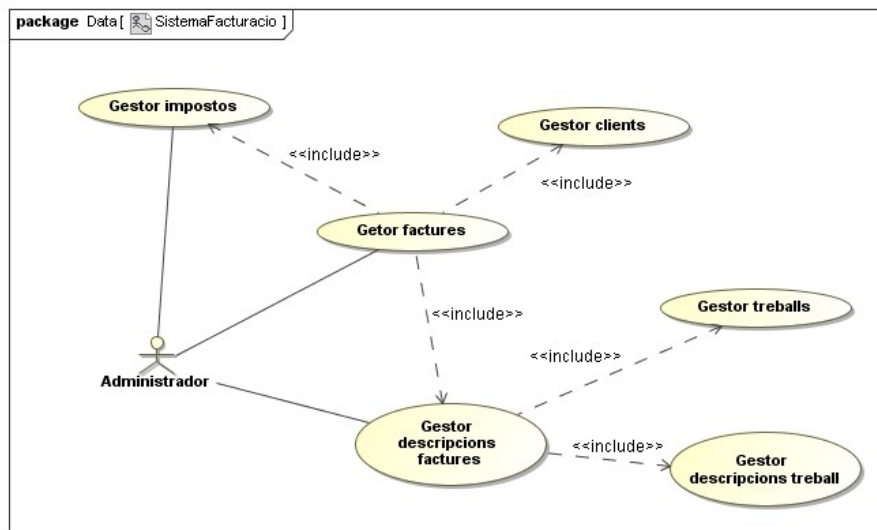 package Data [ SistemaFacturacio ]
Gestor impostos
Gestor clients
<<include>>
<<include>>
Getor factures
Gestor treballs
<<include>>
<<include>>
Administrador
Gestor
descripcions
factures
<<include>>
Gestor
descripcions treball